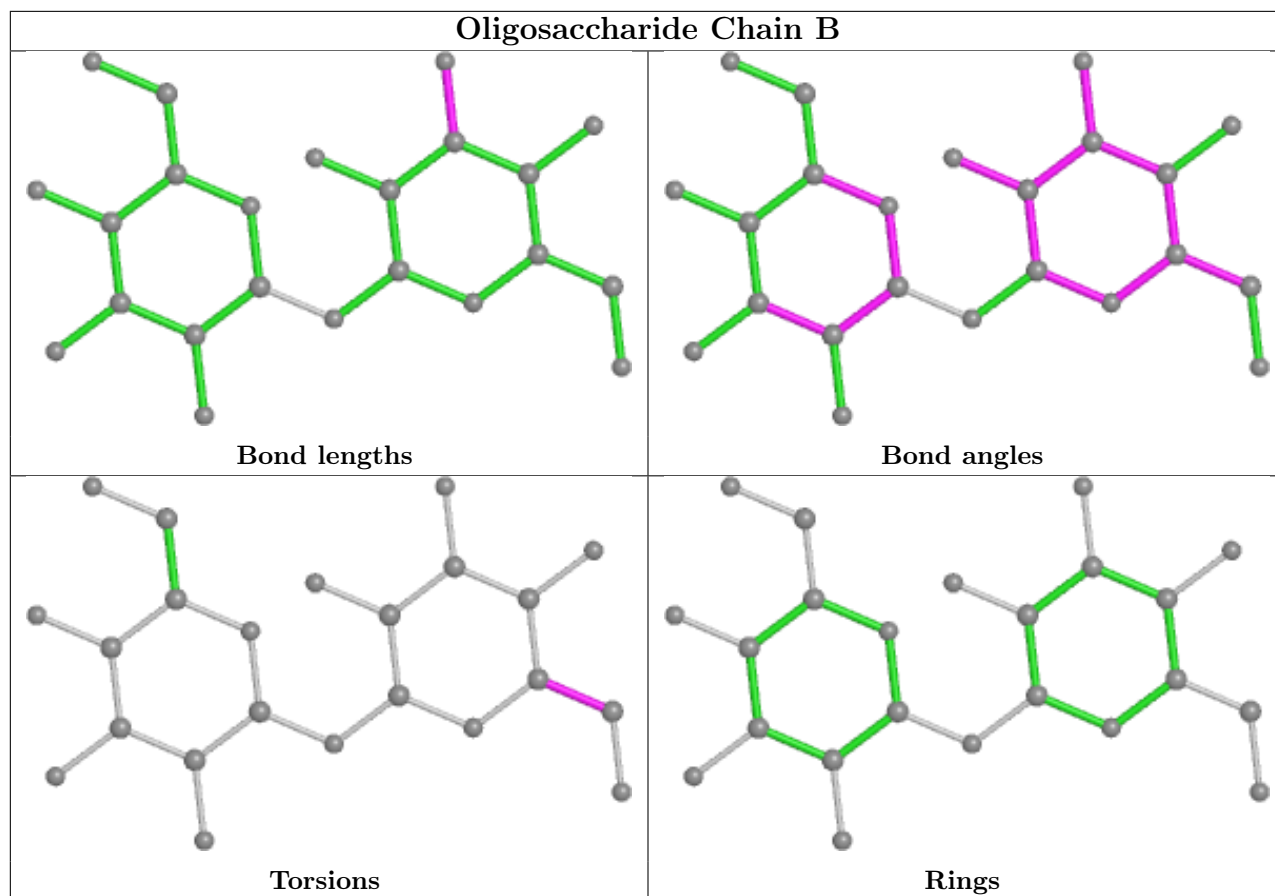 Oligosaccharide Chain B
Bond lengths
Bond angles
Torsions
Rings